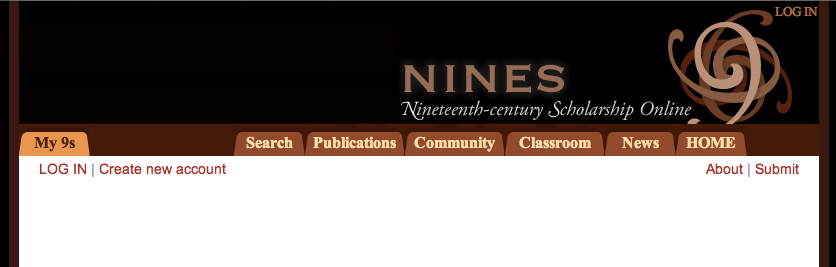 LOG IN
NINES
Nineteenth-century Scholarship Online
My 9s Search Publications Community Classroom News HOME
LOG IN | Create new account About | Submit